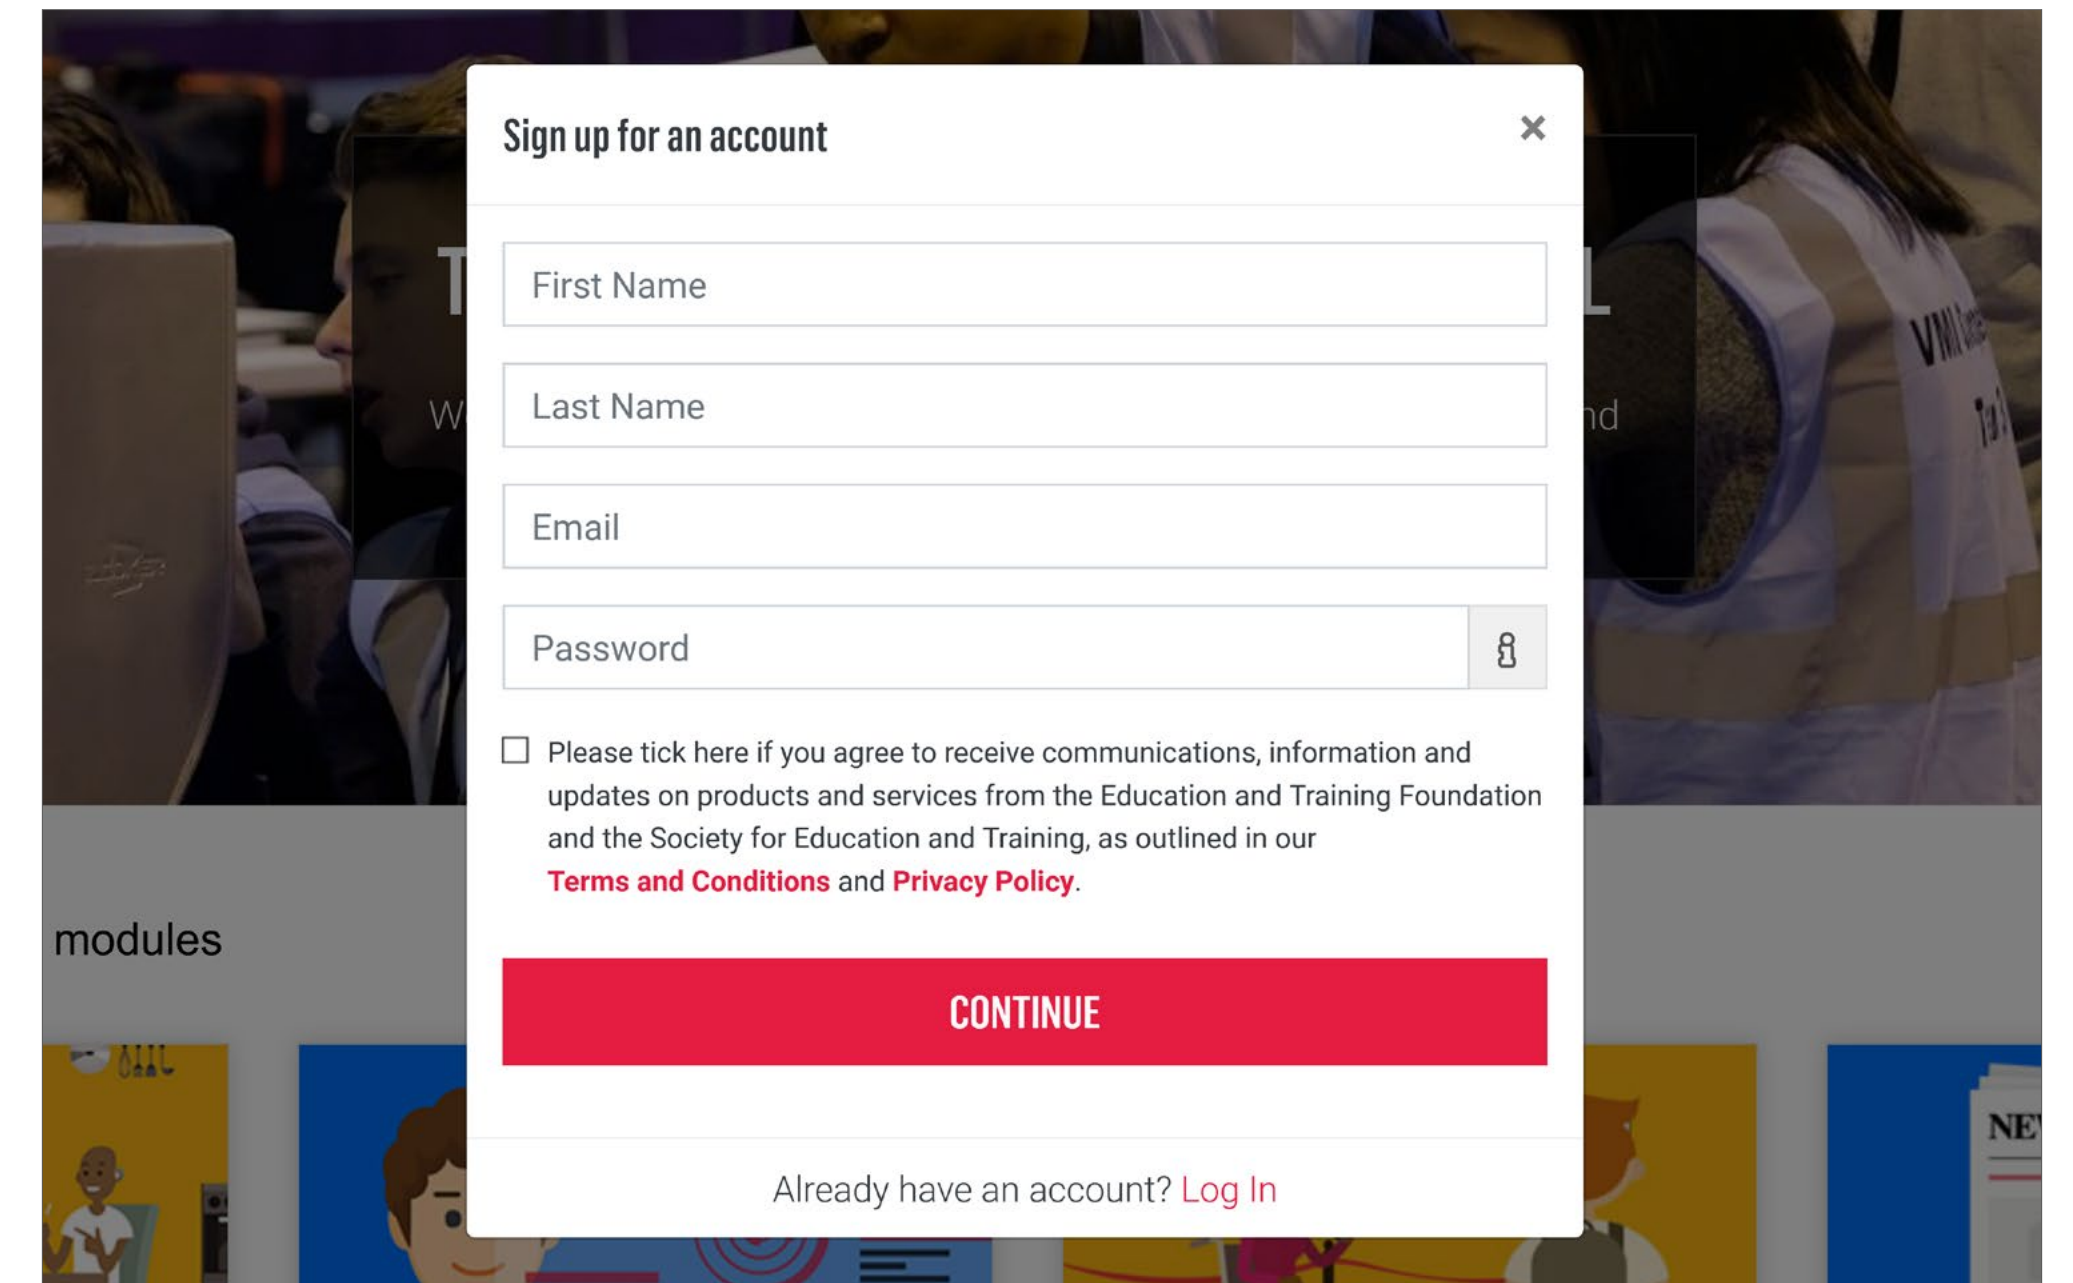 Sign up for an account
×
First Name
T
L
VMI
Last Name
W
nd
Email
Password
Please tick here if you agree to receive communications, information and
updates on products and services from the Education and Training Foundation
and the Society for Education and Training, as outlined in our
Terms and Conditions and Privacy Policy.
modules
CONTINUE
NE
Already have an account? Log In